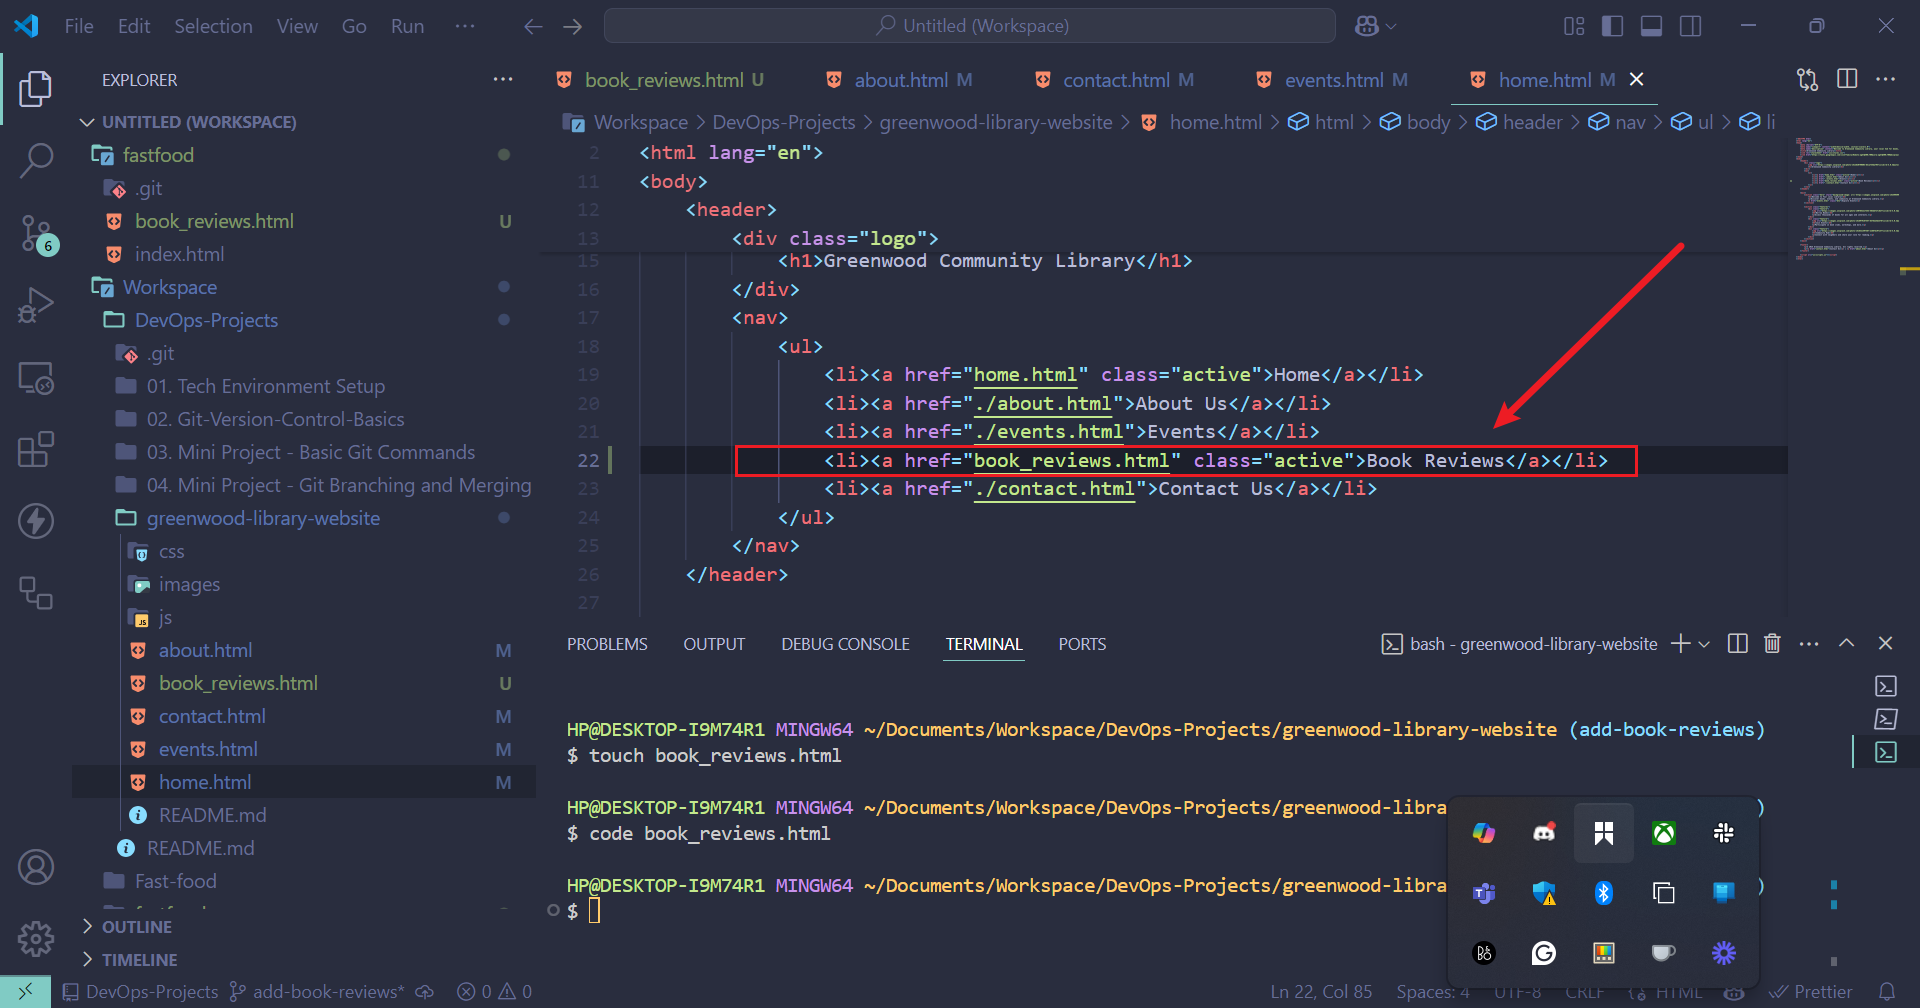 File Edit Selection View Go Run ··· Untitled (Workspace)
EXPLORER ···
UNTITLED (WORKSPACE)
fastfood
.git
book_reviews.html U
index.html
Workspace
DevOps-Projects
.git
01. Tech Environment Setup
02. Git-Version-Control-Basics
03. Mini Project - Basic Git Commands
04. Mini Project - Git Branching and Merging
greenwood-library-website
css
images
js
about.html M
book_reviews.html U
contact.html M
events.html M
home.html M
README.md
README.md
Fast-food
OUTLINE
TIMELINE
6
book_reviews.html U about.html M contact.html M events.html M home.html M
Workspace > DevOps-Projects > greenwood-library-website > home.html > html > body > header > nav > ul > li
2 <html lang="en">
11 <body>
12 <header>
13 <div class="logo">
15 <h1>Greenwood Community Library</h1>
16 </div>
17 <nav>
18 <ul>
19 <li><a href="home.html" class="active">Home</a></li>
20 <li><a href="./about.html">About Us</a></li>
21 <li><a href="./events.html">Events</a></li>
22 <li><a href="book_reviews.html" class="active">Book Reviews</a></li>
23 <li><a href="./contact.html">Contact Us</a></li>
24 </ul>
25 </nav>
26 </header>
27
PROBLEMS OUTPUT DEBUG CONSOLE TERMINAL PORTS bash - greenwood-library-website
HP@DESKTOP-I9M74R1 MINGW64 ~/Documents/Workspace/DevOps-Projects/greenwood-library-website (add-book-reviews)
$ touch book_reviews.html
HP@DESKTOP-I9M74R1 MINGW64 ~/Documents/Workspace/DevOps-Projects/greenwood-libra )
$ code book_reviews.html
HP@DESKTOP-I9M74R1 MINGW64 ~/Documents/Workspace/DevOps-Projects/greenwood-libra )
$
DevOps-Projects add-book-reviews* 0 0 Ln 22, Col 85 Spaces: 4 UTF-8 CRLF HTML Prettier